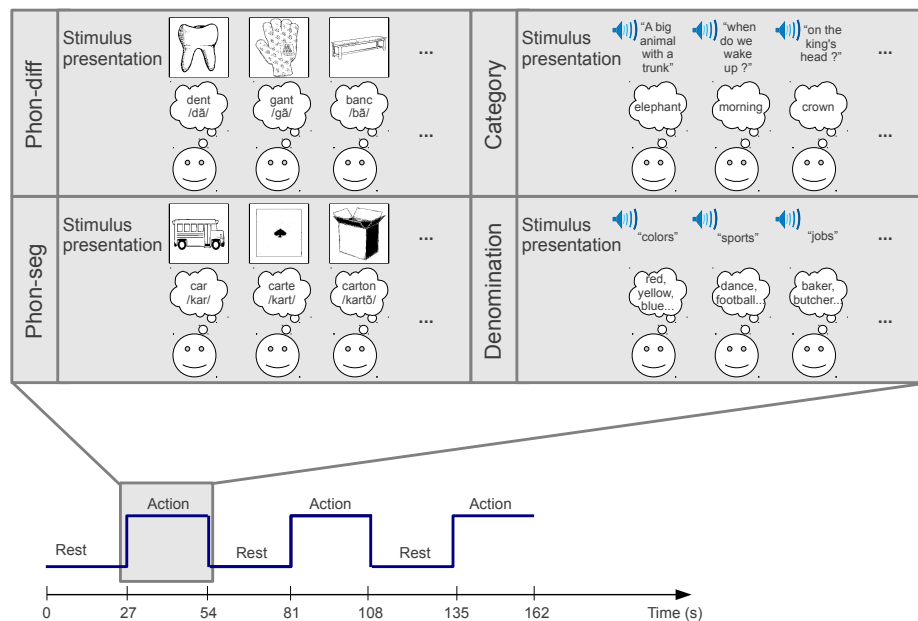 Phon-diff
Stimulus
presentation
...
dent
/dã/
gant
/gã/
banc
/bã/
...
Category
Stimulus
presentation
"A big
animal
with a
trunk"
"when
do we
wake
up ?"
"on the
king's
head ?"
...
elephant
morning
crown
...
Phon-seg
Stimulus
presentation
...
car
/kar/
carte
/kart/
carton
/kartõ/
...
Denomination
Stimulus
presentation
"colors"
"sports"
"jobs"
...
red,
yellow,
blue...
dance,
football...
baker,
butcher...
...
Action
Action
Action
Rest
Rest
Rest
0 27 54 81 108 135 162 Time (s)